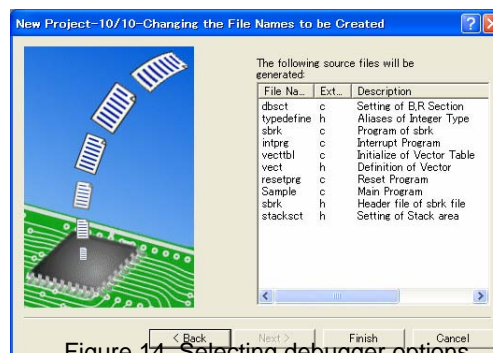 New Project-10/10-Changing the File Names to be Created
The following source files will be
generated:
File Na... Ext... Description
dbsct c Setting of B,R Section
typedefine h Aliases of Integer Type
sbrk c Program of sbrk
intprg c Interrupt Program
vecttbl c Initialize of Vector Table
vect h Definition of Vector
resetprg c Reset Program
Sample c Main Program
sbrk h Header file of sbrk file
stacksct h Setting of Stack area
< Back Next > Finish Cancel
Figure 14. Selecting debugger options